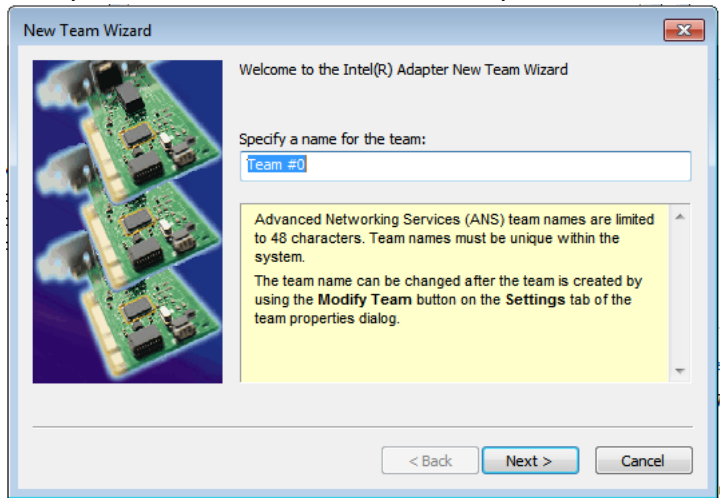 New Team Wizard
Welcome to the Intel(R) Adapter New Team Wizard
Specify a name for the team:
Team #0
Advanced Networking Services (ANS) team names are limited
to 48 characters. Team names must be unique within the
system.
The team name can be changed after the team is created by
using the Modify Team button on the Settings tab of the
team properties dialog.
< Back
Next >
Cancel